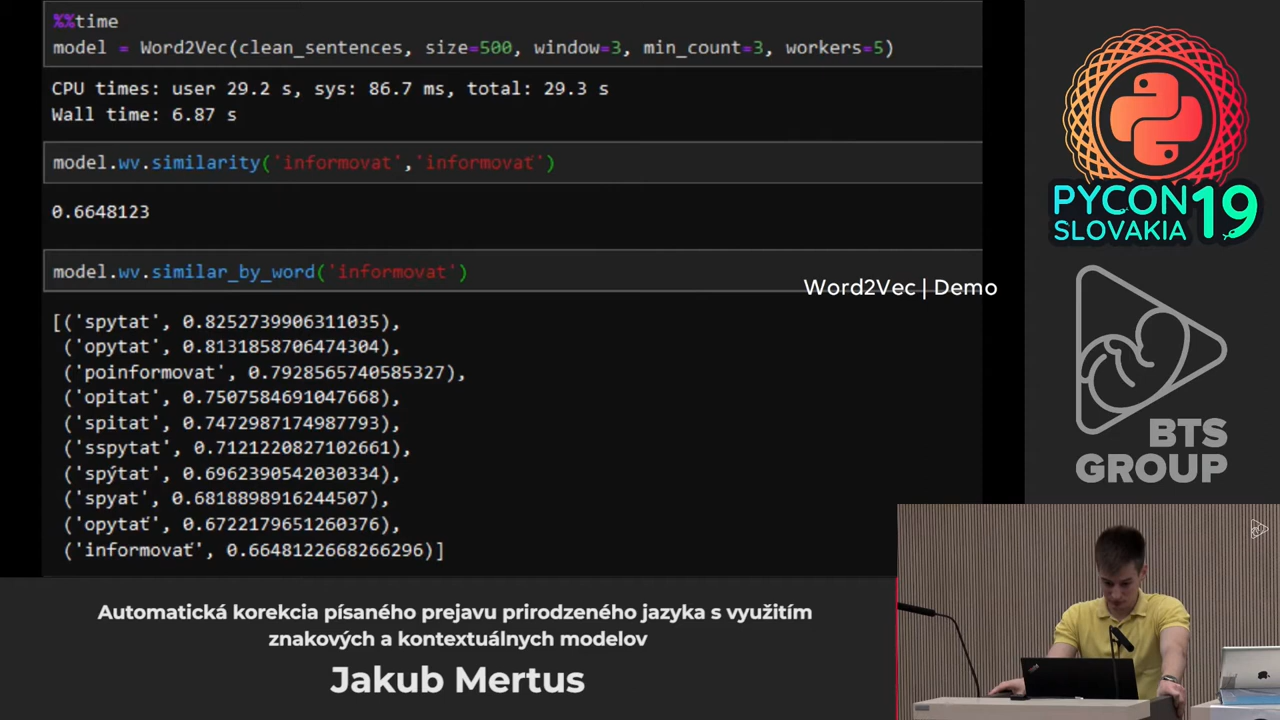 %%time
model = Word2Vec(clean_sentences, size=500, window=3, min_count=3, workers=5)
CPU times: user 29.2 s, sys: 86.7 ms, total: 29.3 s
Wall time: 6.87 s
model.wv.similarity('informovat','informovať')
0.6648123
model.wv.similar_by_word('informovat')
Word2Vec | Demo
[('spytat', 0.8252739906311035),
('opytat', 0.8131858706474304),
('poinformovat', 0.7928565740585327),
('opitat', 0.7507584691047668),
('spitat', 0.7472987174987793),
('sspytat', 0.7121220827102661),
('spýtat', 0.6962390542030334),
('spyat', 0.6818898916244507),
('opytať', 0.6722179651260376),
('informovať', 0.6648122668266296)]
PYCON
SLOVAKIA
19
BTS
GROUP
Automatická korekcia písaného prejavu prirodzeného jazyka s využitím
znakových a kontextuálnych modelov
Jakub Mertus